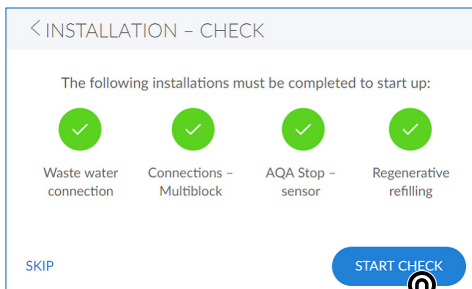 INSTALLATION – CHECK
The following installations must be completed to start up:
Waste water
connection
Connections –
Multiblock
AQA Stop –
sensor
Regenerative
refilling
SKIP
START CHECK